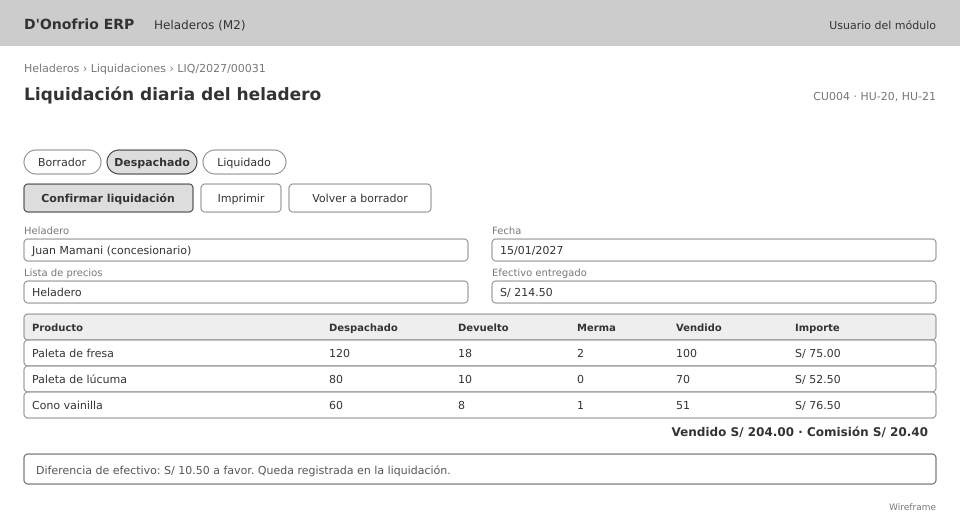 D'Onofrio ERP Heladeros (M2) Usuario del módulo
Heladeros › Liquidaciones › LIQ/2027/00031
Liquidación diaria del heladero CU004 · HU-20, HU-21
Borrador Despachado Liquidado
Confirmar liquidación Imprimir Volver a borrador
Heladero Fecha
Juan Mamani (concesionario) 15/01/2027
Lista de precios Efectivo entregado
Heladero S/ 214.50
Producto Despachado Devuelto Merma Vendido Importe
Paleta de fresa 120 18 2 100 S/ 75.00
Paleta de lúcuma 80 10 0 70 S/ 52.50
Cono vainilla 60 8 1 51 S/ 76.50
Vendido S/ 204.00 · Comisión S/ 20.40
Diferencia de efectivo: S/ 10.50 a favor. Queda registrada en la liquidación.
Wireframe